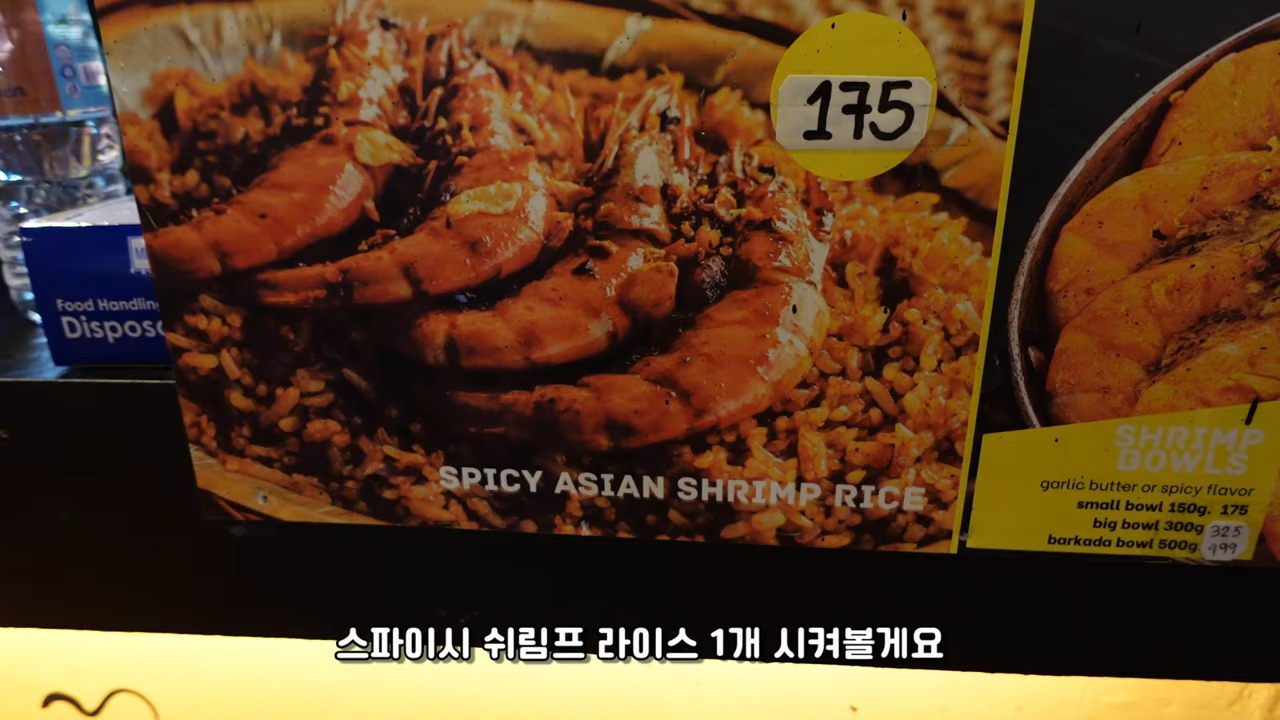 175
Food Handling
SPICY ASIAN SHRIMP RICE
SHRIMP
BOWLS
garlic butter or spicy flavor
small bowl 150g. 175
big bowl 300g 325
barkada bowl 500g. 499
스파이시 쉬림프 라이스 1개 시켜볼게요